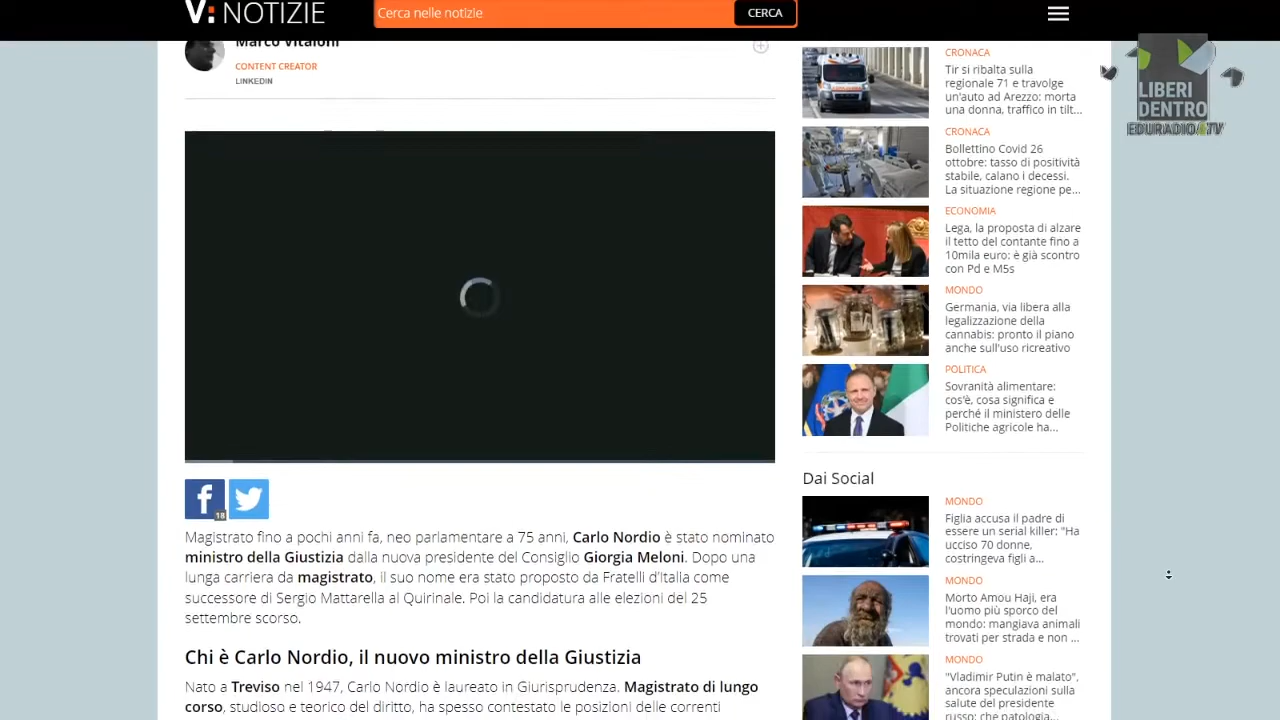 V: NOTIZIE
Cerca nelle notizie
CERCA
Marco Vitaloni
CONTENT CREATOR
LINKEDIN
18
Magistrato fino a pochi anni fa, neo parlamentare a 75 anni, Carlo Nordio è stato nominato
ministro della Giustizia dalla nuova presidente del Consiglio Giorgia Meloni. Dopo una
lunga carriera da magistrato, il suo nome era stato proposto da Fratelli d'Italia come
successore di Sergio Mattarella al Quirinale. Poi la candidatura alle elezioni del 25
settembre scorso.
Chi è Carlo Nordio, il nuovo ministro della Giustizia
Nato a Treviso nel 1947, Carlo Nordio è laureato in Giurisprudenza. Magistrato di lungo
corso, studioso e teorico del diritto, ha spesso contestato le posizioni delle correnti
CRONACA
Tir si ribalta sulla
regionale 71 e travolge
un'auto ad Arezzo: morta
una donna, traffico in tilt...
CRONACA
Bollettino Covid 26
ottobre: tasso di positività
stabile, calano i decessi.
La situazione regione pe...
ECONOMIA
Lega, la proposta di alzare
il tetto del contante fino a
10mila euro: è già scontro
con Pd e M5s
MONDO
Germania, via libera alla
legalizzazione della
cannabis: pronto il piano
anche sull'uso ricreativo
POLITICA
Sovranità alimentare:
cos'è, cosa significa e
perché il ministero delle
Politiche agricole ha...
Dai Social
MONDO
Figlia accusa il padre di
essere un serial killer: "Ha
ucciso 70 donne,
costringeva figli a...
MONDO
Morto Amou Haji, era
l'uomo più sporco del
mondo: mangiava animali
trovati per strada e non ...
MONDO
"Vladimir Putin è malato",
ancora speculazioni sulla
salute del presidente
russo: che patologia...
LIBERI
DENTRO
EDURADIO&TV